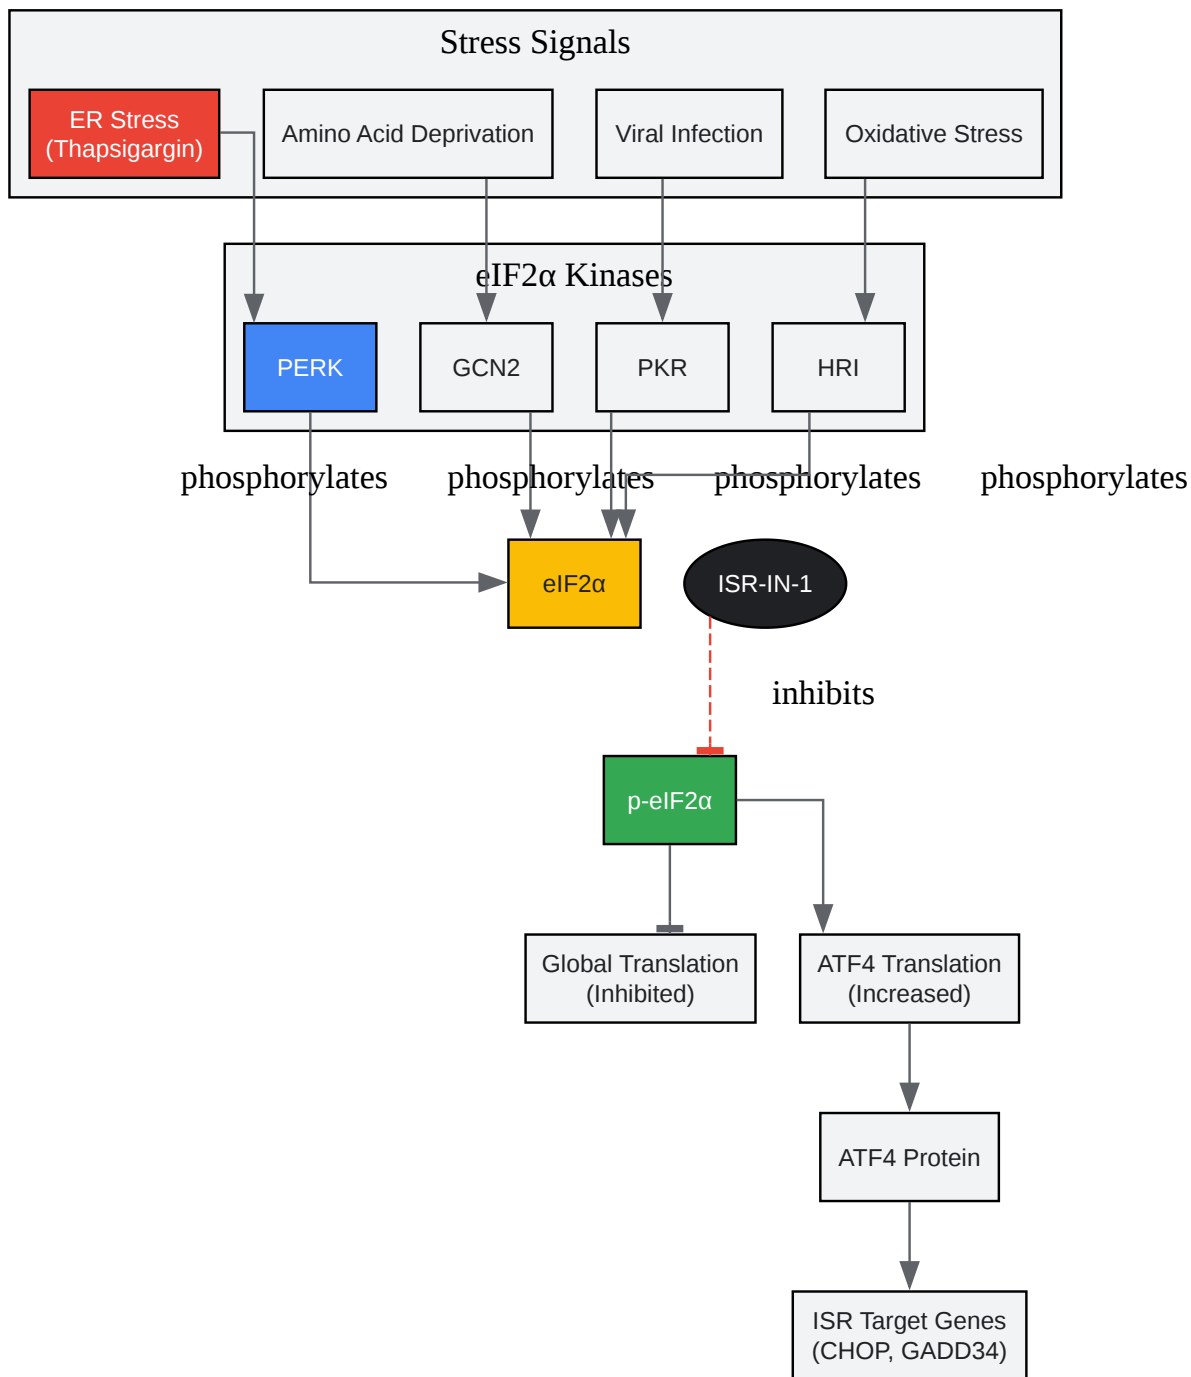 Stress Signals
ER Stress
(Thapsigargin)
Amino Acid Deprivation
Viral Infection
Oxidative Stress
eIF2α Kinases
PERK
GCN2
PKR
HRI
phosphorylates
phosphorylates
phosphorylates
phosphorylates
eIF2α
ISR-IN-1
inhibits
p-eIF2α
Global Translation
(Inhibited)
ATF4 Translation
(Increased)
ATF4 Protein
ISR Target Genes
(CHOP, GADD34)